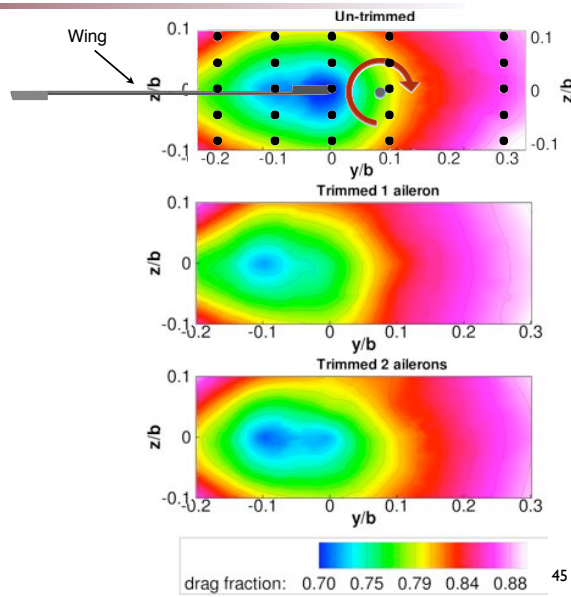 Un-trimmed
Wing
0.1
0
-0.1
z/b
0.1
0
-0.1
z/b
-0.2 -0.1 0 0.1 0.2 0.3
y/b
Trimmed 1 aileron
0.1
0
-0.1
z/b
-0.2 -0.1 0 0.1 0.2 0.3
y/b
Trimmed 2 ailerons
0.1
0
-0.1
z/b
-0.2 -0.1 0 0.1 0.2 0.3
y/b
drag fraction: 0.70 0.75 0.79 0.84 0.88
45